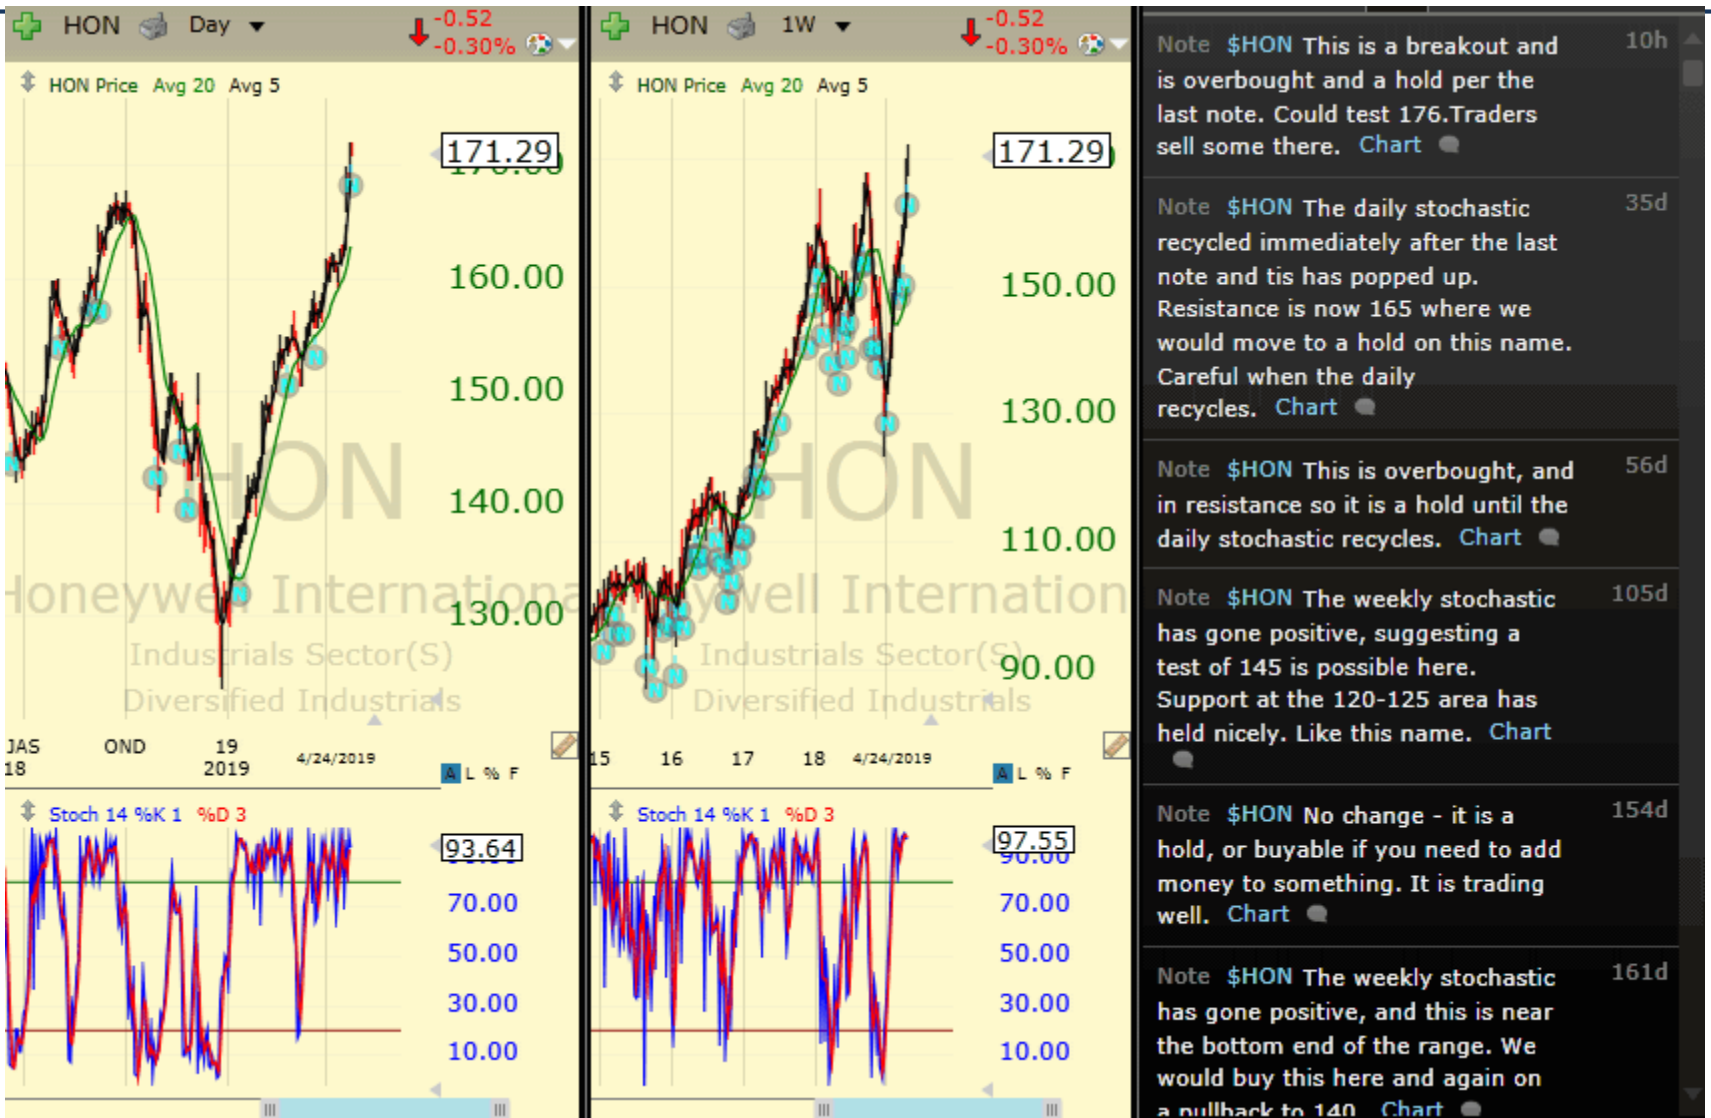 HON Day
-0.52
-0.30%
HON Price Avg 20 Avg 5
171.29
170.00
160.00
150.00
140.00
130.00
HON
Honeywell International
Industrials Sector(S)
Diversified Industrials
JAS OND 19
18 2019 4/24/2019
A L % F
Stoch 14 %K 1 %D 3
93.64
70.00
50.00
30.00
10.00
HON 1W
-0.52
-0.30%
HON Price Avg 20 Avg 5
171.29
150.00
130.00
110.00
90.00
HON
Honeywell Internation
Industrials Sector(S)
Diversified Industrials
15 16 17 18 4/24/2019
A L % F
Stoch 14 %K 1 %D 3
97.55
90.00
70.00
50.00
30.00
10.00
Note $HON This is a breakout and 10h
is overbought and a hold per the
last note. Could test 176.Traders
sell some there. Chart
Note $HON The daily stochastic 35d
recycled immediately after the last
note and tis has popped up.
Resistance is now 165 where we
would move to a hold on this name.
Careful when the daily
recycles. Chart
Note $HON This is overbought, and 56d
in resistance so it is a hold until the
daily stochastic recycles. Chart
Note $HON The weekly stochastic 105d
has gone positive, suggesting a
test of 145 is possible here.
Support at the 120-125 area has
held nicely. Like this name. Chart
Note $HON No change - it is a 154d
hold, or buyable if you need to add
money to something. It is trading
well. Chart
Note $HON The weekly stochastic 161d
has gone positive, and this is near
the bottom end of the range. We
would buy this here and again on
a pullback to 140 Chart